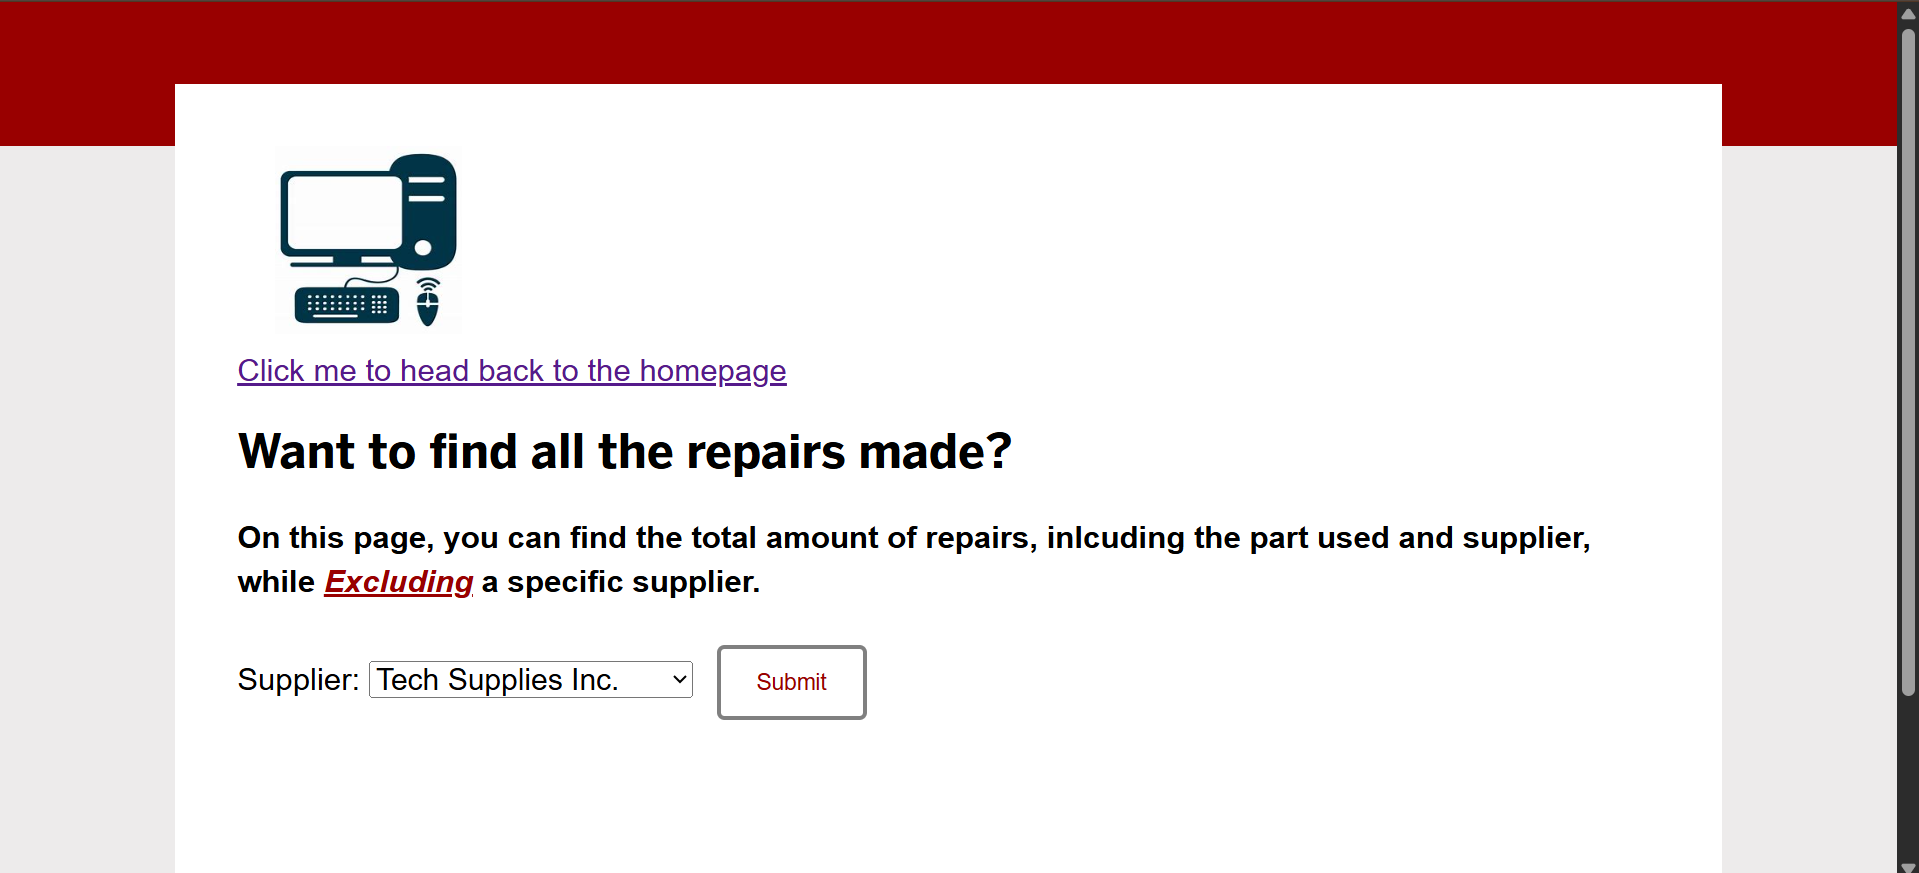 Click me to head back to the homepage
Want to find all the repairs made?
On this page, you can find the total amount of repairs, inlcuding the part used and supplier,
while Excluding a specific supplier.
Supplier: Tech Supplies Inc. Submit